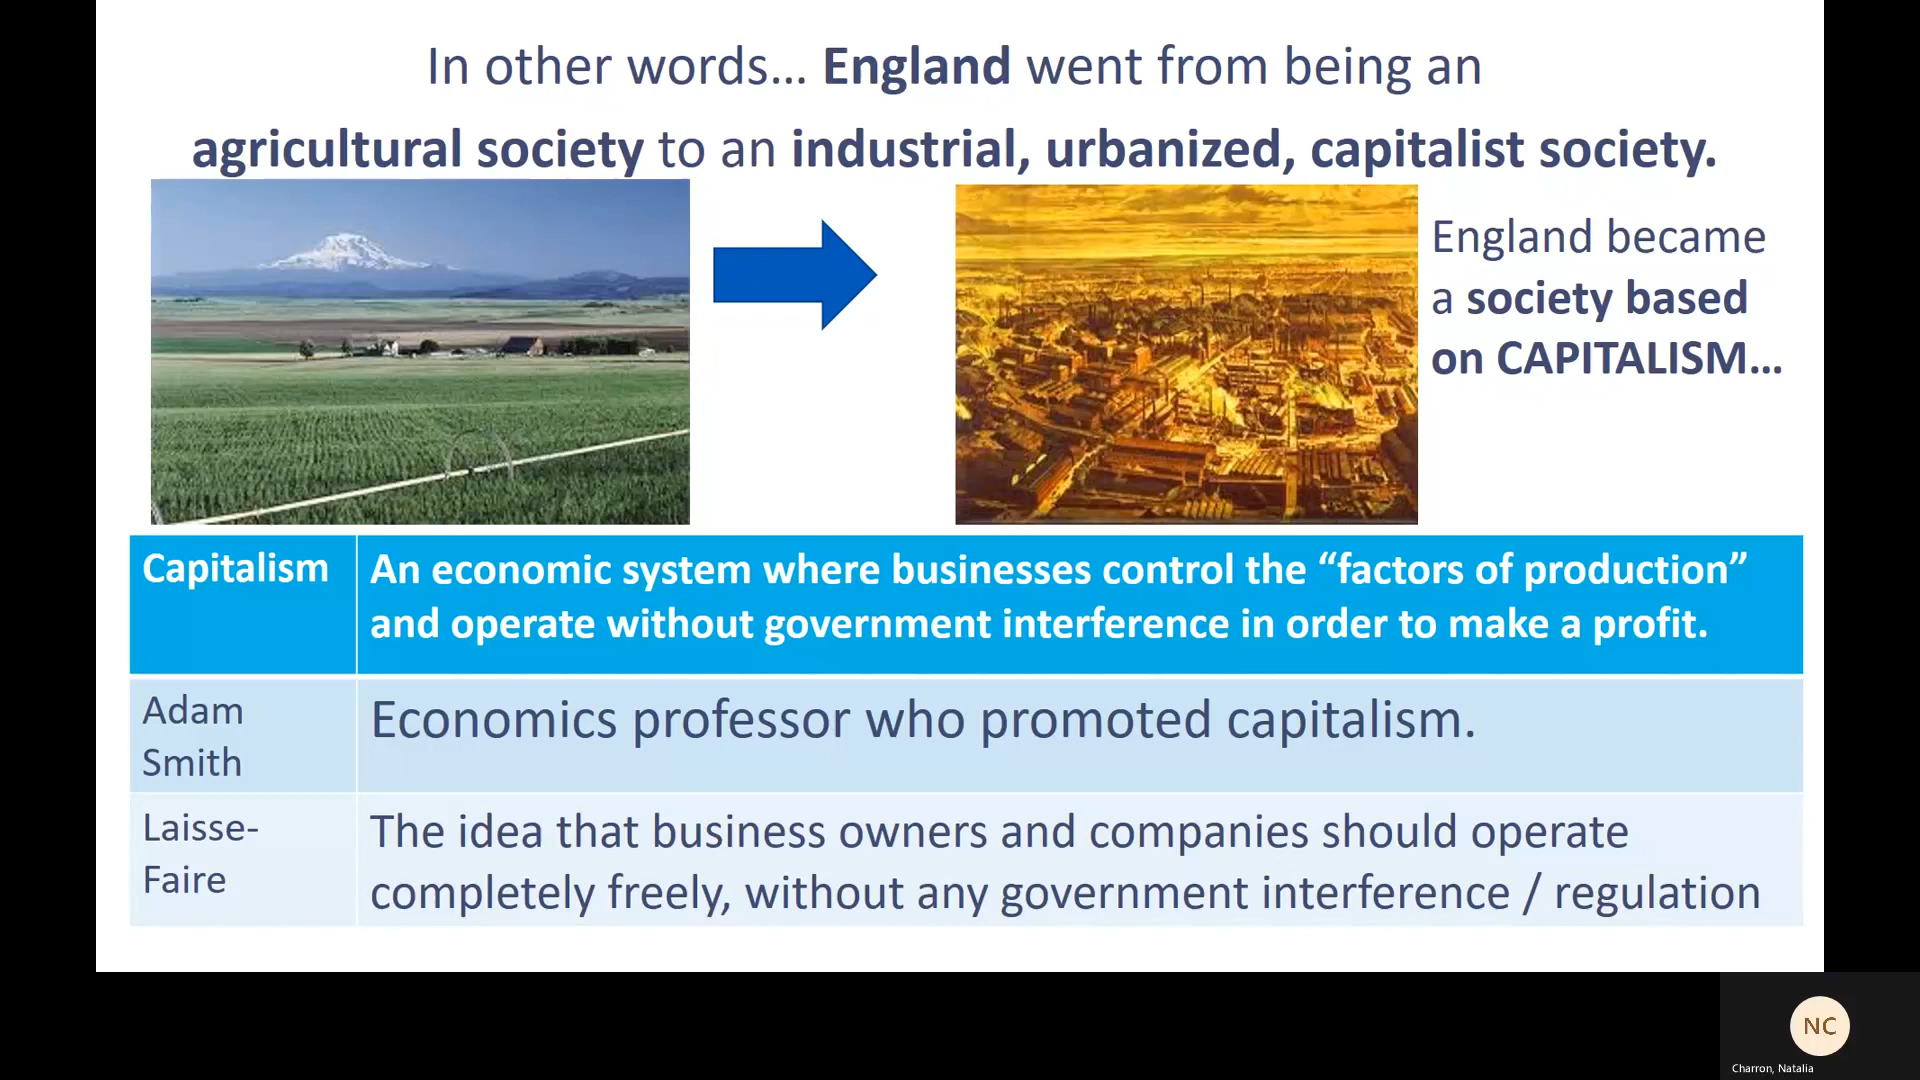 In other words... England went from being an
agricultural society to an industrial, urbanized, capitalist society.
England became
a society based
on CAPITALISM...
Capitalism
An economic system where businesses control the “factors of production”
and operate without government interference in order to make a profit.
Adam
Smith
Economics professor who promoted capitalism.
Laisse-
Faire
The idea that business owners and companies should operate
completely freely, without any government interference / regulation
NC
Charron, Natalia